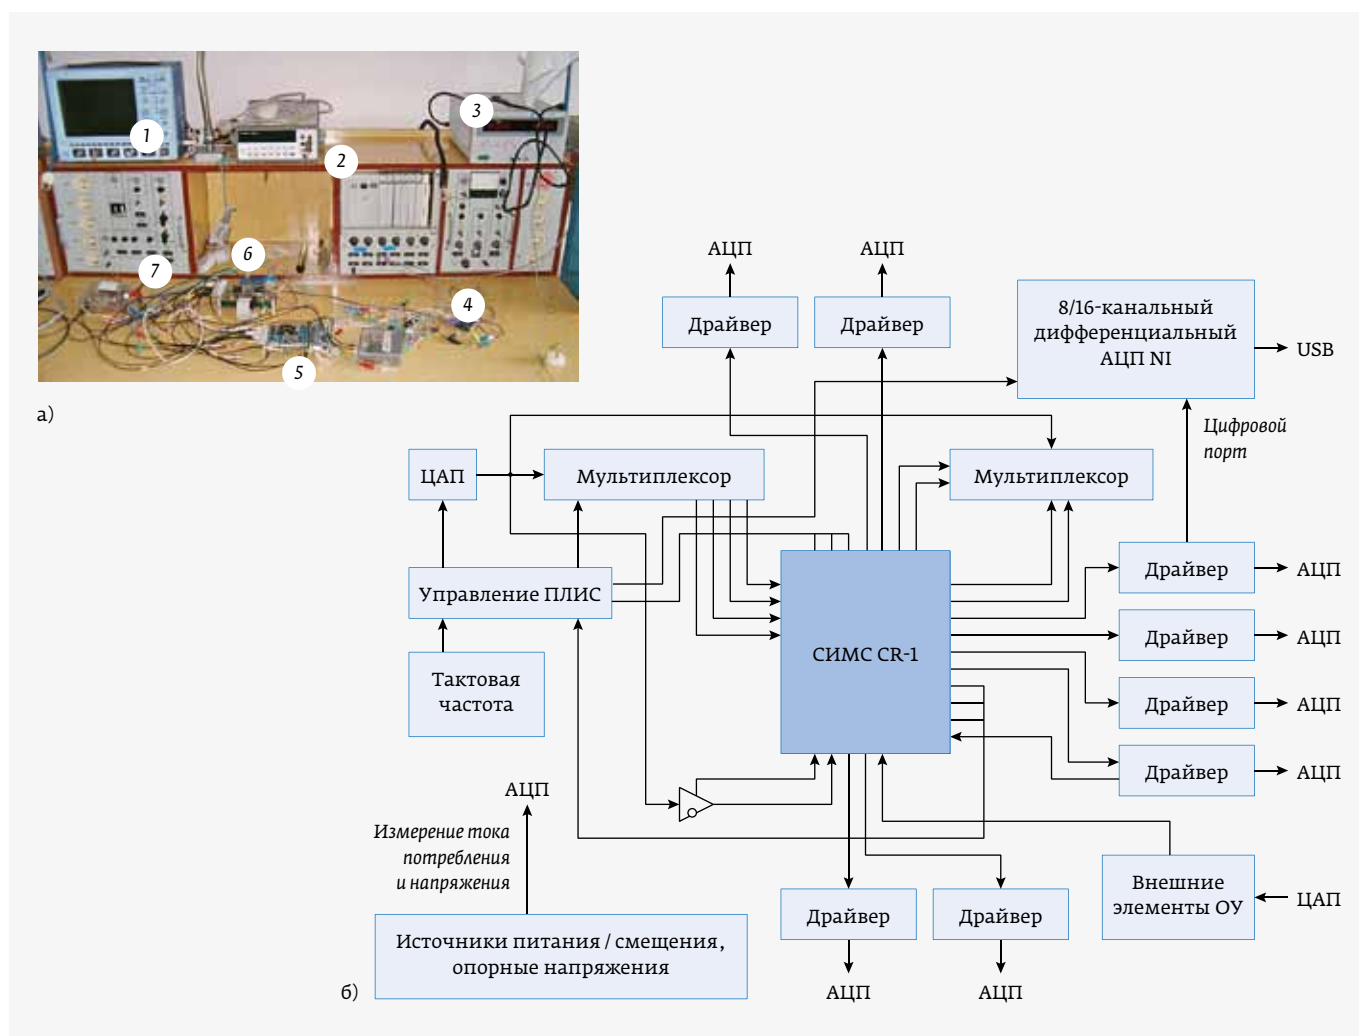 1
2
3
4
5
6
7
а)
АЦП
АЦП
Драйвер
Драйвер
8/16-канальный
дифференциальный
АЦП NI
USB
Цифровой
порт
ЦАП
Мультиплексор
Мультиплексор
Управление ПЛИС
Тактовая
частота
СИМС CR-1
Драйвер
АЦП
Драйвер
АЦП
Драйвер
АЦП
Драйвер
АЦП
АЦП
Измерение тока
потребления
и напряжения
Источники питания / смещения,
опорные напряжения
Драйвер
Драйвер
АЦП
АЦП
Внешние
элементы ОУ
ЦАП
б)